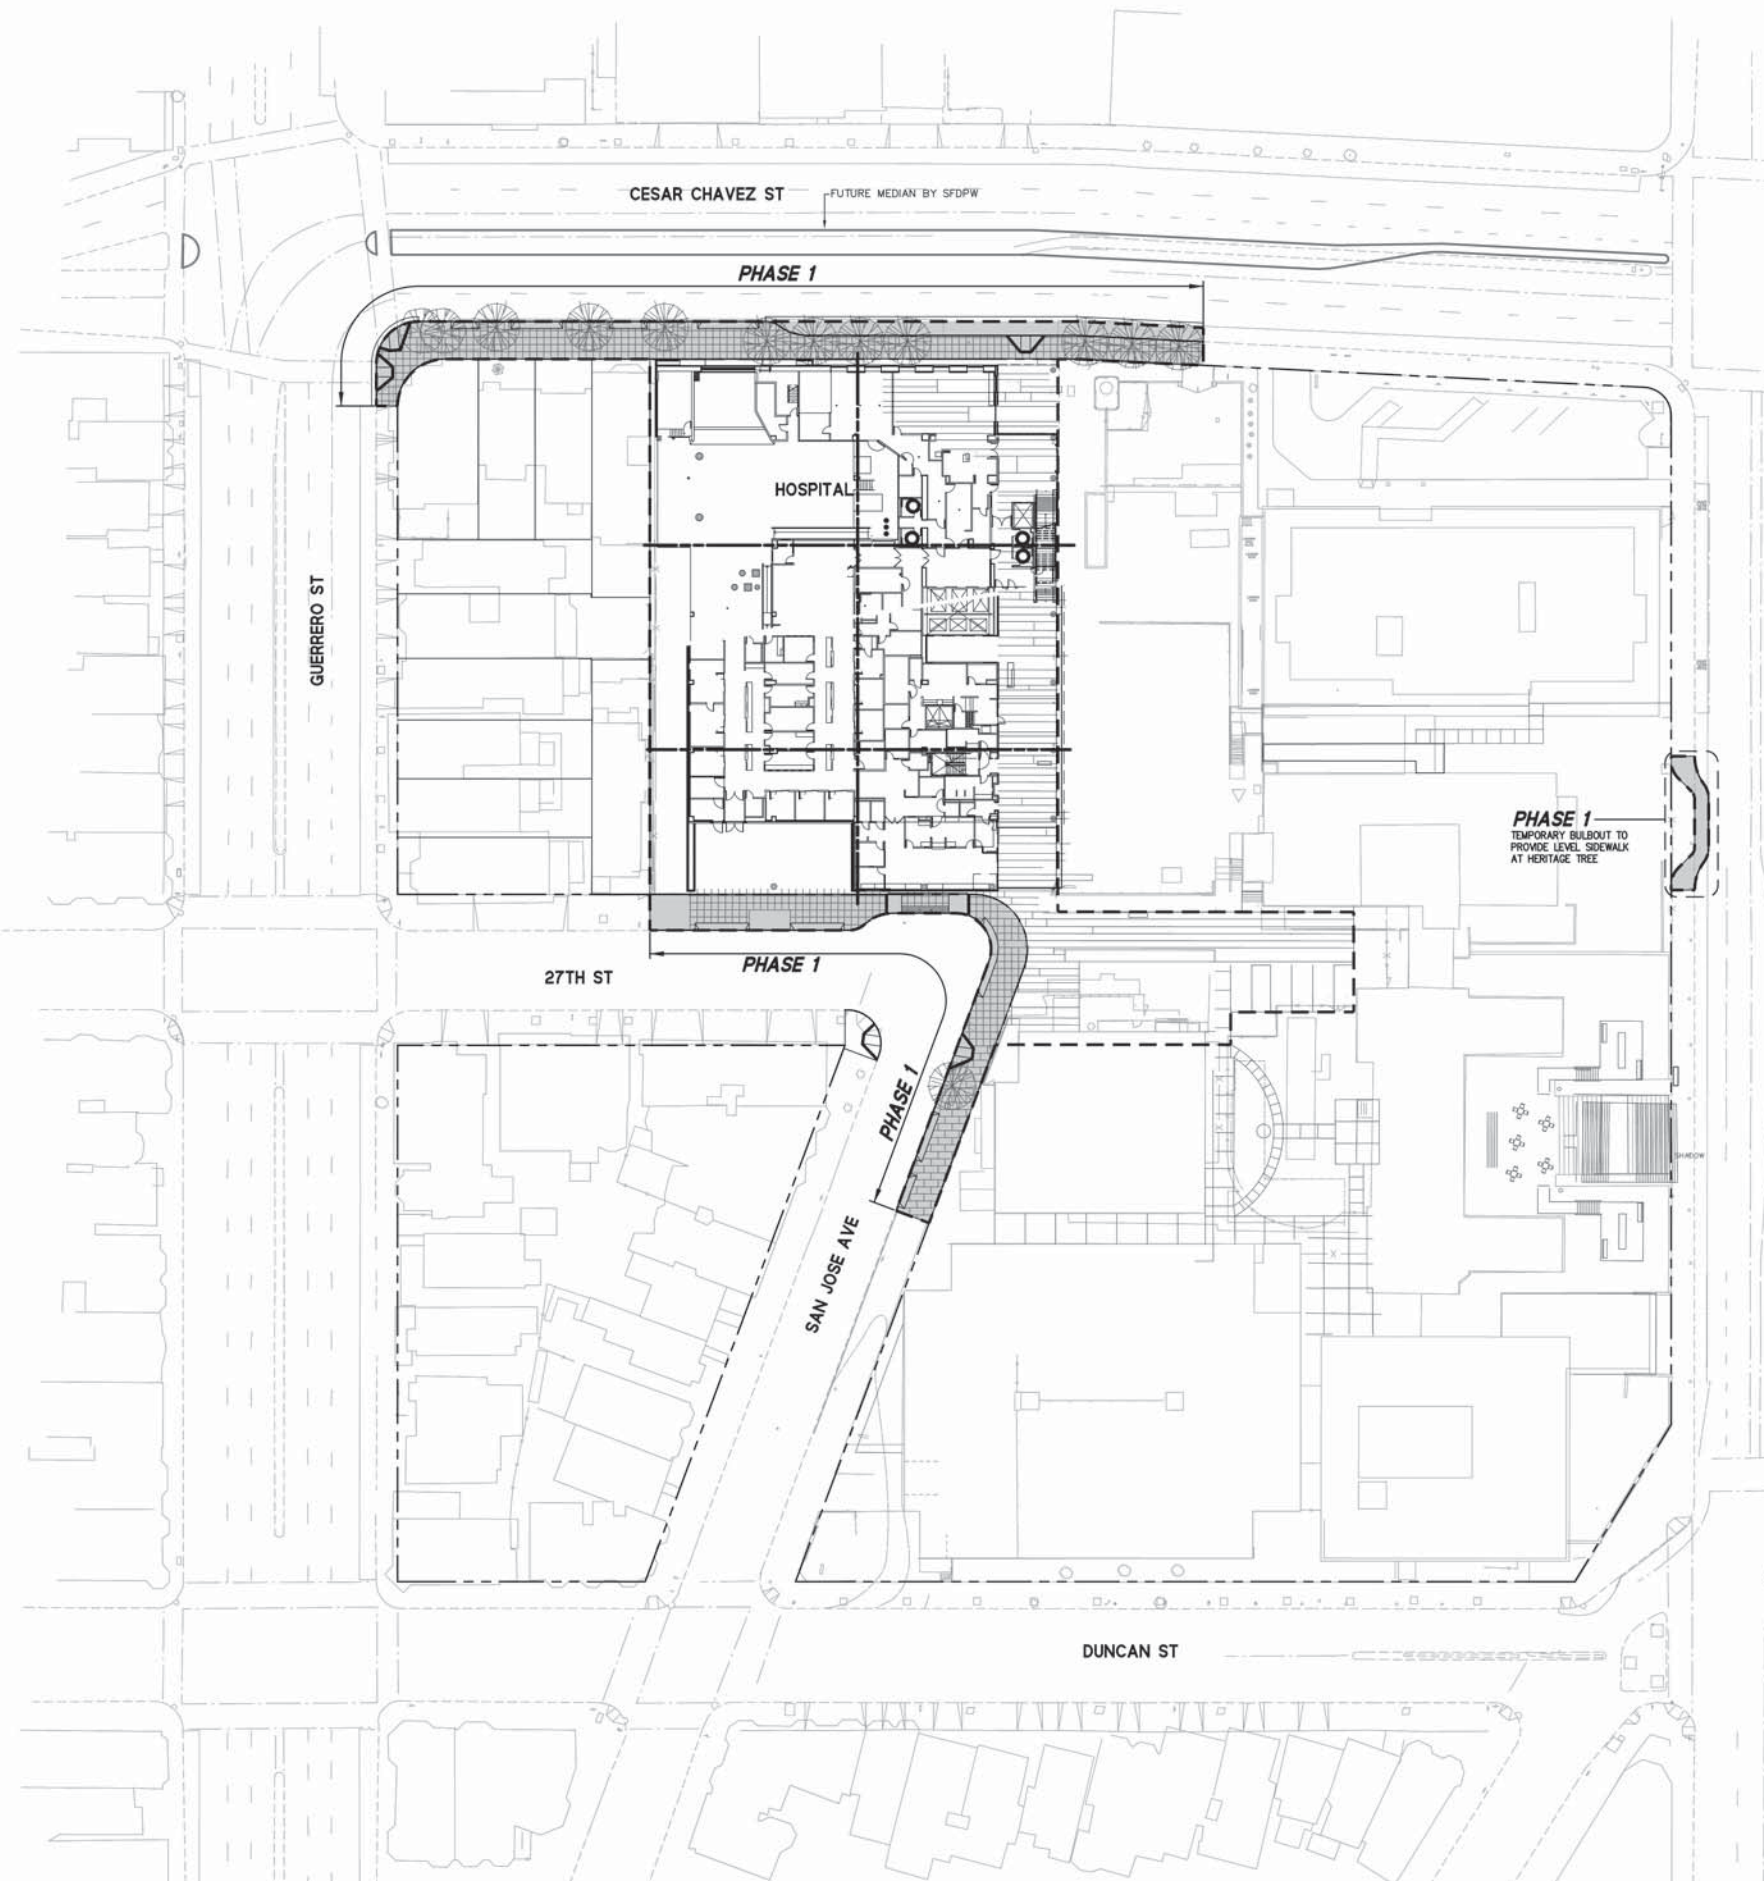 CESAR CHAVEZ ST
FUTURE MEDIAN BY SFDPW
PHASE 1
HOSPITAL
GUERRERO ST
PHASE 1
TEMPORARY BULBOUT TO
PROVIDE LEVEL SIDEWALK
AT HERITAGE TREE
PHASE 1
27TH ST
PHASE 1
SHADOW
SAN JOSE AVE
DUNCAN ST